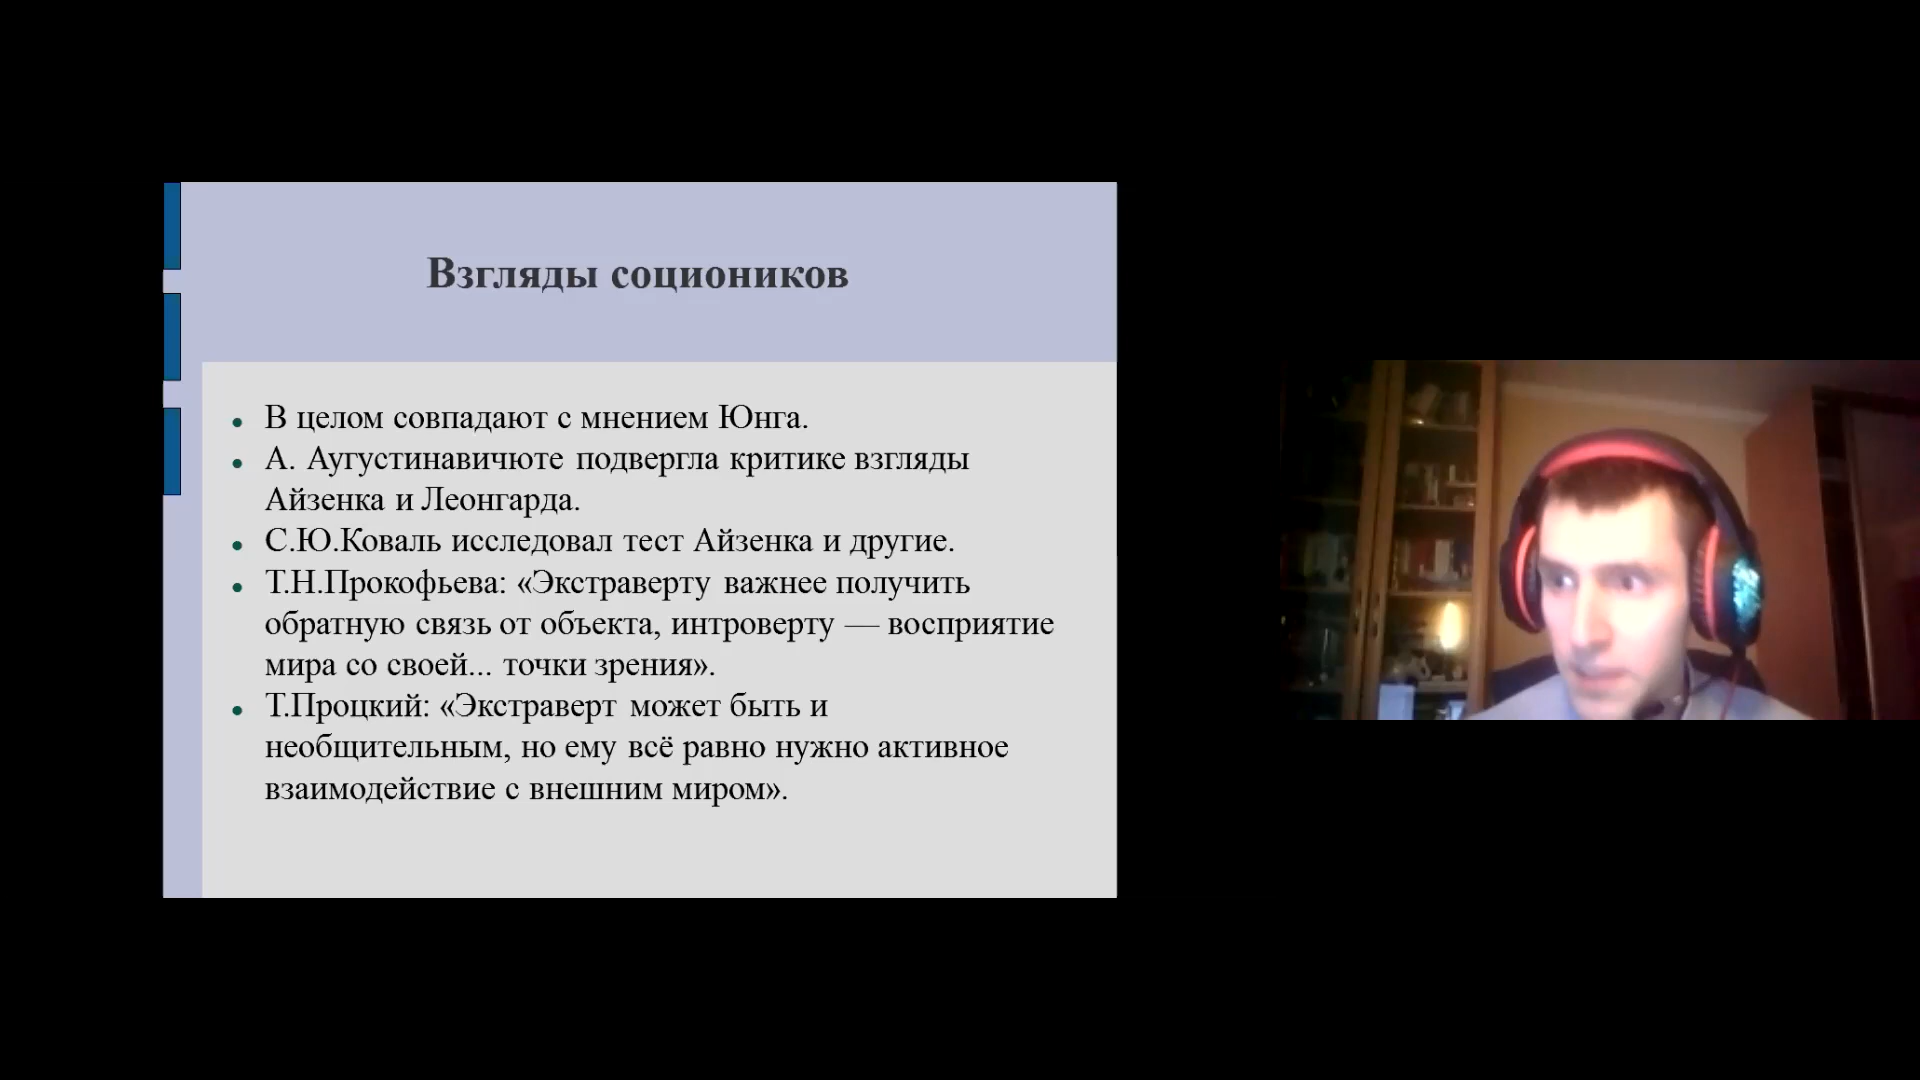 Взгляды социоников
В целом совпадают с мнением Юнга.
А. Аугустинавичюте подвергла критике взгляды
Айзенка и Леонгарда.
С.Ю.Коваль исследовал тест Айзенка и другие.
Т.Н.Прокофьева: «Экстраверту важнее получить
обратную связь от объекта, интроверту — восприятие
мира со своей... точки зрения».
Т.Процкий: «Экстраверт может быть и
необщительным, но ему всё равно нужно активное
взаимодействие с внешним миром».